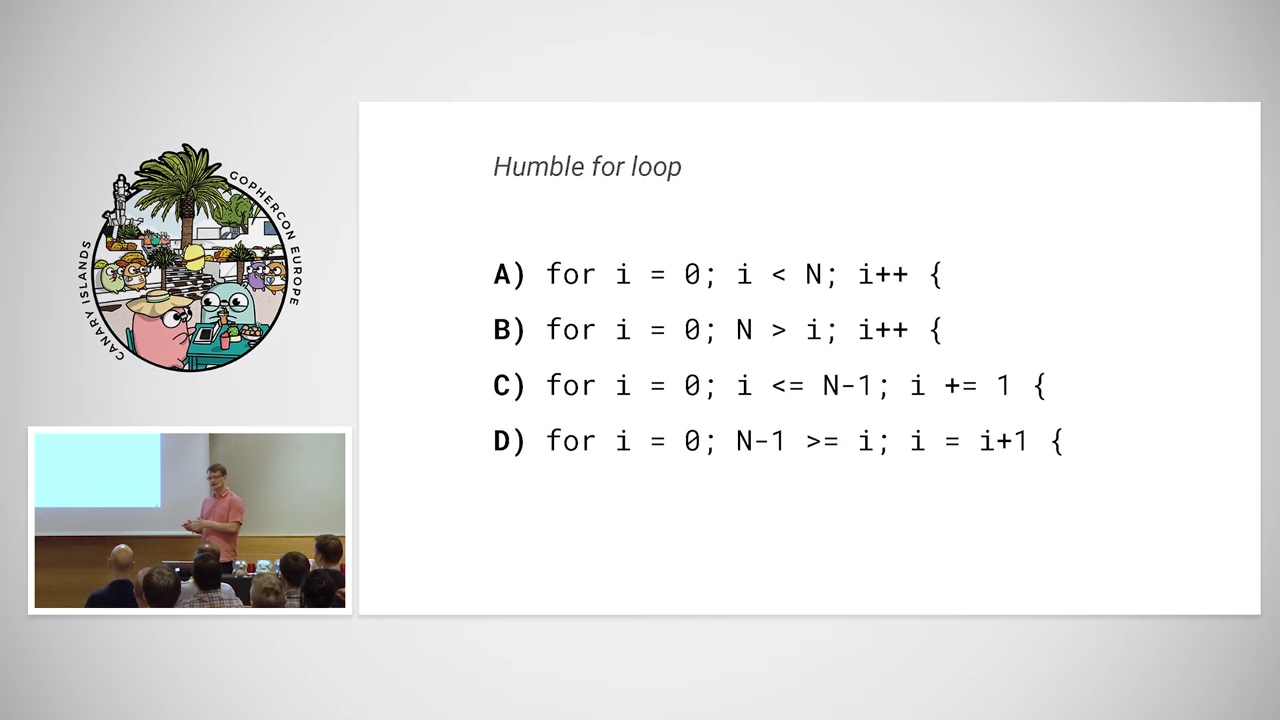 GOPHERCON EUROPE
CANARY ISLANDS
Humble for loop
A) for i = 0; i < N; i++ {
B) for i = 0; N > i; i++ {
C) for i = 0; i <= N-1; i += 1 {
D) for i = 0; N-1 >= i; i = i+1 {